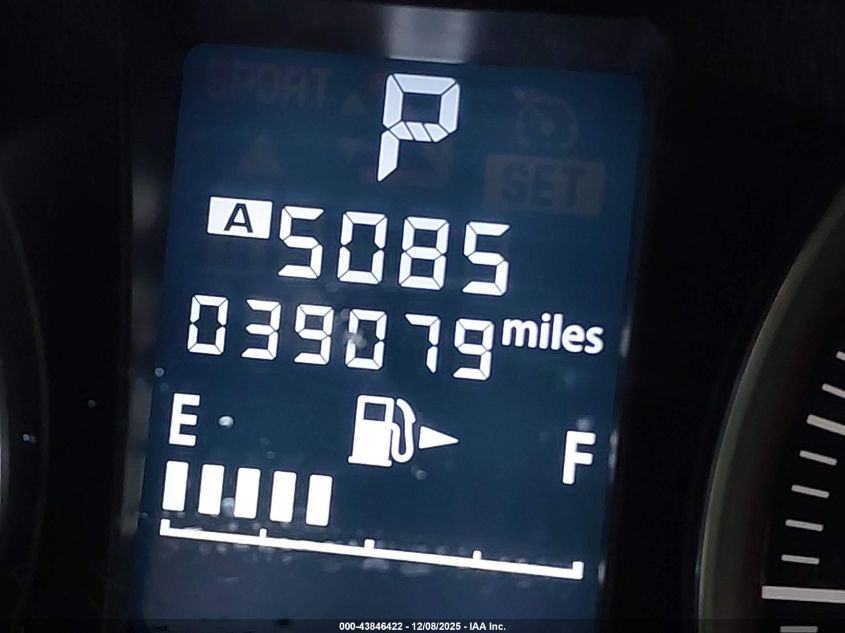 SPORT
P
SET
A 5085
039079 miles
E F
000-43846422 - 12/08/2025 - IAA Inc.